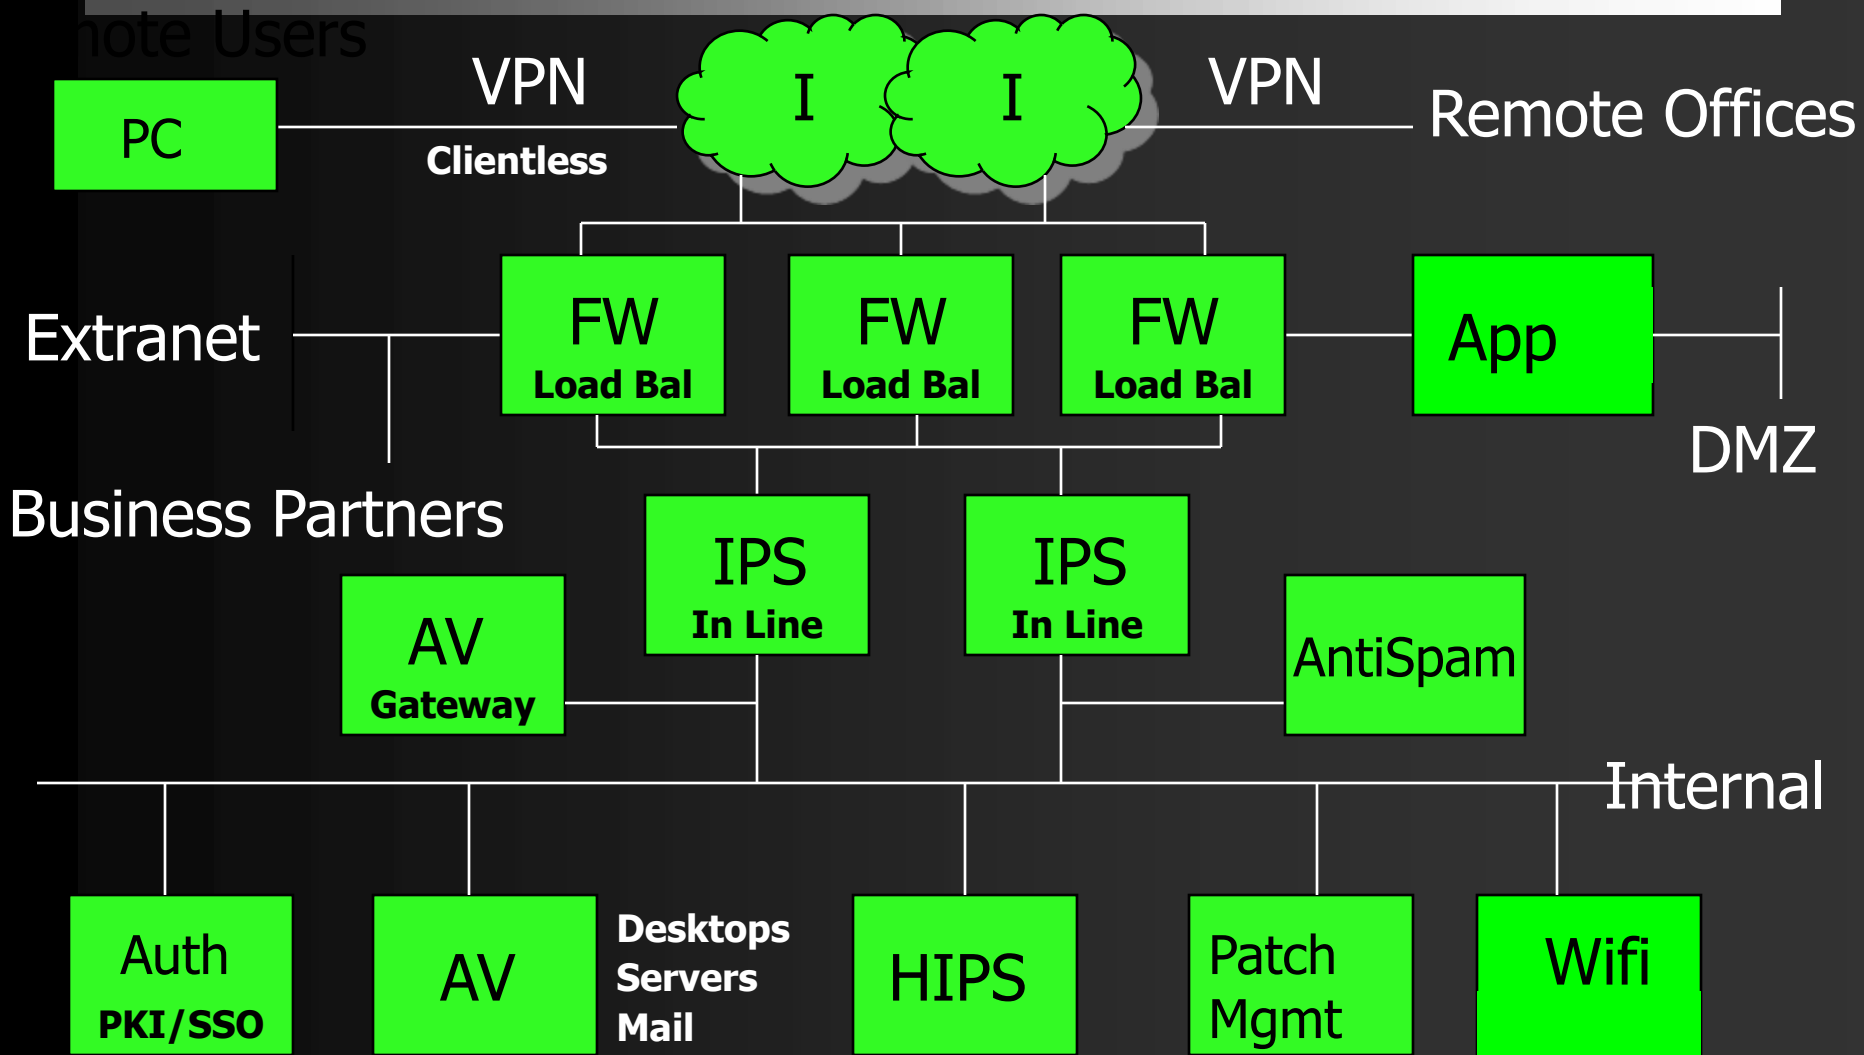 mote Users
VPN
I
I
VPN
Remote Offices
PC
Clientless
Extranet
FW
Load Bal
FW
Load Bal
FW
Load Bal
App
DMZ
Business Partners
IPS
In Line
IPS
In Line
AV
Gateway
AntiSpam
Internal
Auth
PKI/SSO
AV
Desktops
Servers
Mail
HIPS
Patch
Mgmt
Wifi